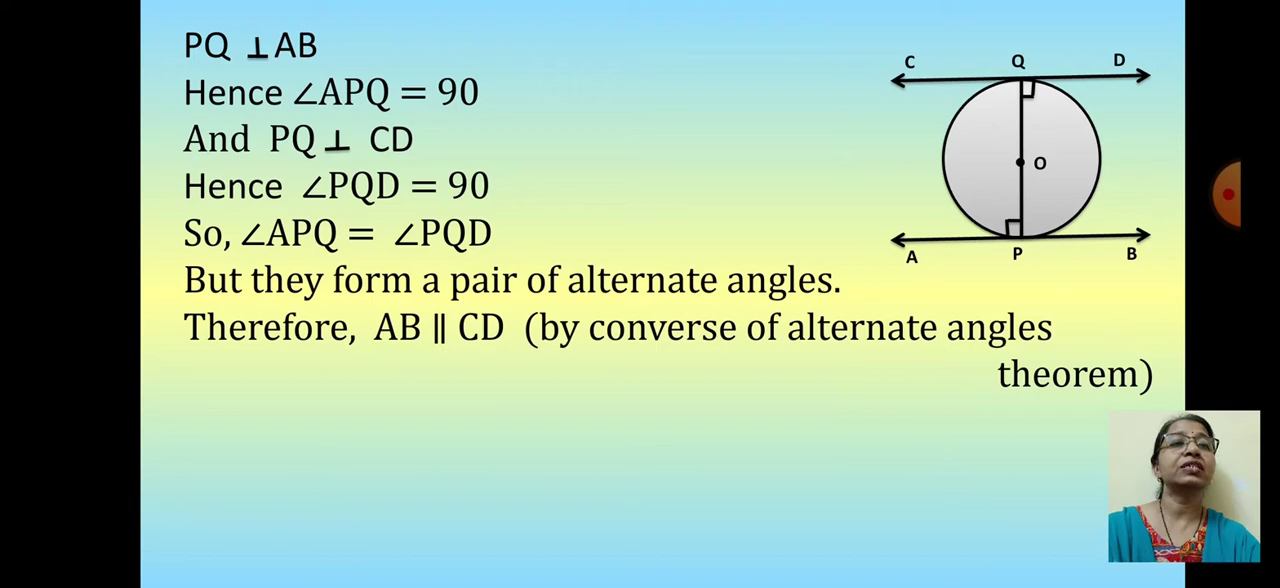 PQ ⊥ AB
Hence ∠APQ = 90
And PQ ⊥ CD
Hence ∠PQD = 90
So, ∠APQ = ∠PQD
But they form a pair of alternate angles.
Therefore, AB ∥ CD (by converse of alternate angles
theorem)
C Q D
O
A P B